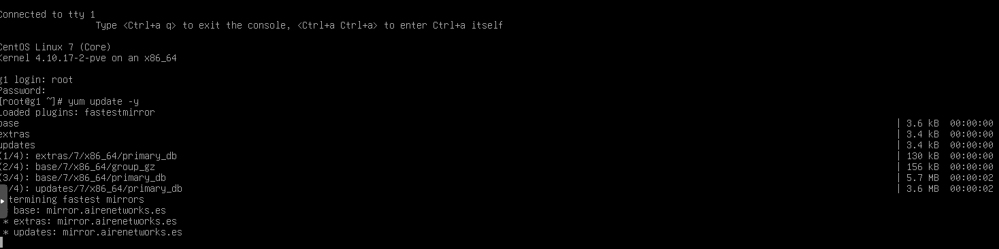 Connected to tty 1
Type <Ctrl+a q> to exit the console, <Ctrl+a Ctrl+a> to enter Ctrl+a itself
CentOS Linux 7 (Core)
Kernel 4.10.17-2-pve on an x86_64
g1 login: root
Password:
[root@g1 ~]# yum update -y
Loaded plugins: fastestmirror
base | 3.6 kB 00:00:00
extras | 3.4 kB 00:00:00
updates | 3.4 kB 00:00:00
(1/4): extras/7/x86_64/primary_db | 130 kB 00:00:00
(2/4): base/7/x86_64/group_gz | 156 kB 00:00:00
(3/4): base/7/x86_64/primary_db | 5.7 MB 00:00:02
/4): updates/7/x86_64/primary_db | 3.6 MB 00:00:02
termining fastest mirrors
base: mirror.airenetworks.es
* extras: mirror.airenetworks.es
* updates: mirror.airenetworks.es